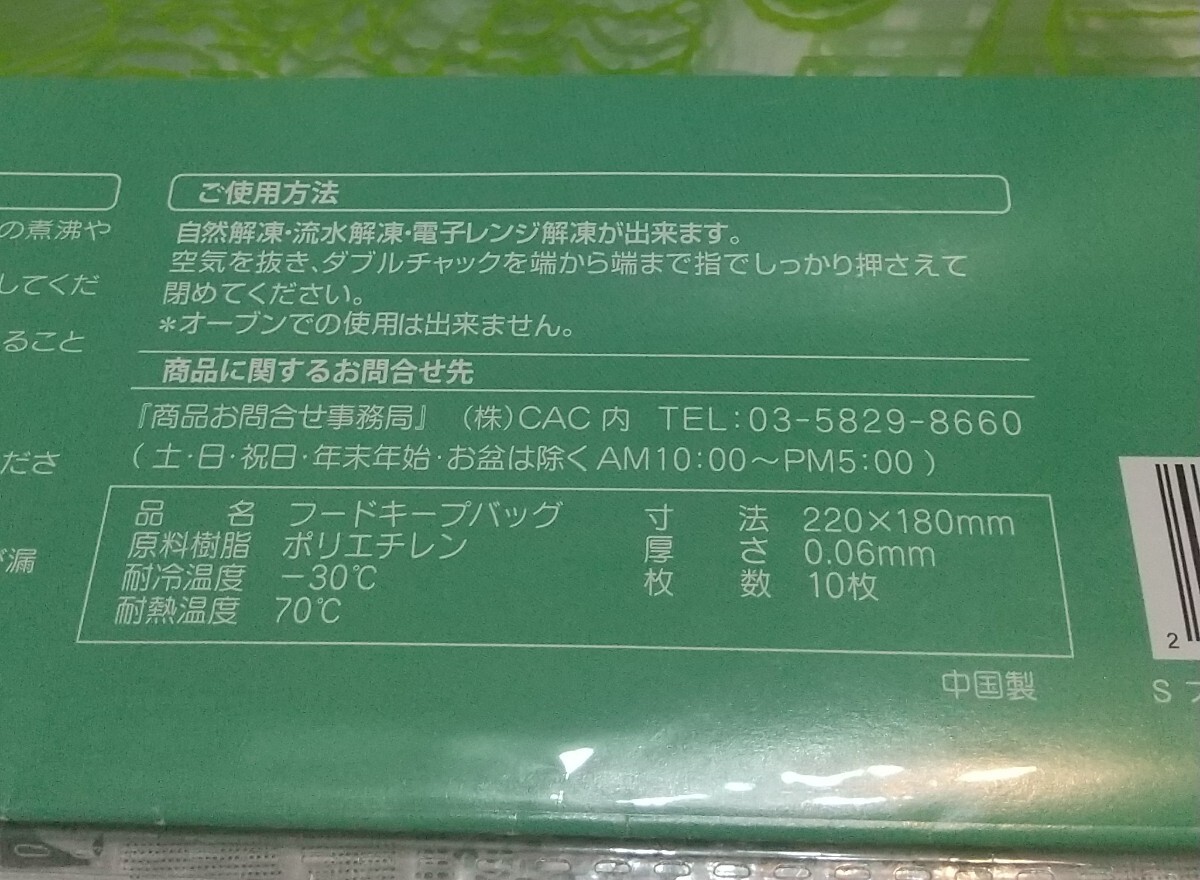 の煮沸や
してくだ
ること
ださ
漏
ご使用方法
自然解凍・流水解凍・電子レンジ解凍が出来ます。
空気を抜き、ダブルチャックを端から端まで指でしっかり押さえて
閉めてください。
＊オーブンでの使用は出来ません。
商品に関するお問合せ先
『商品お問合せ事務局』 （株）CAC内 TEL：03-5829-8660
（土・日・祝日・年末年始・お盆は除く AM10:00～PM5:00）
品名 フードキープバッグ 寸法 220×180mm
原料樹脂 ポリエチレン 厚さ 0.06mm
耐冷温度 −30℃ 枚数 10枚
耐熱温度 70℃
中国製
2
S